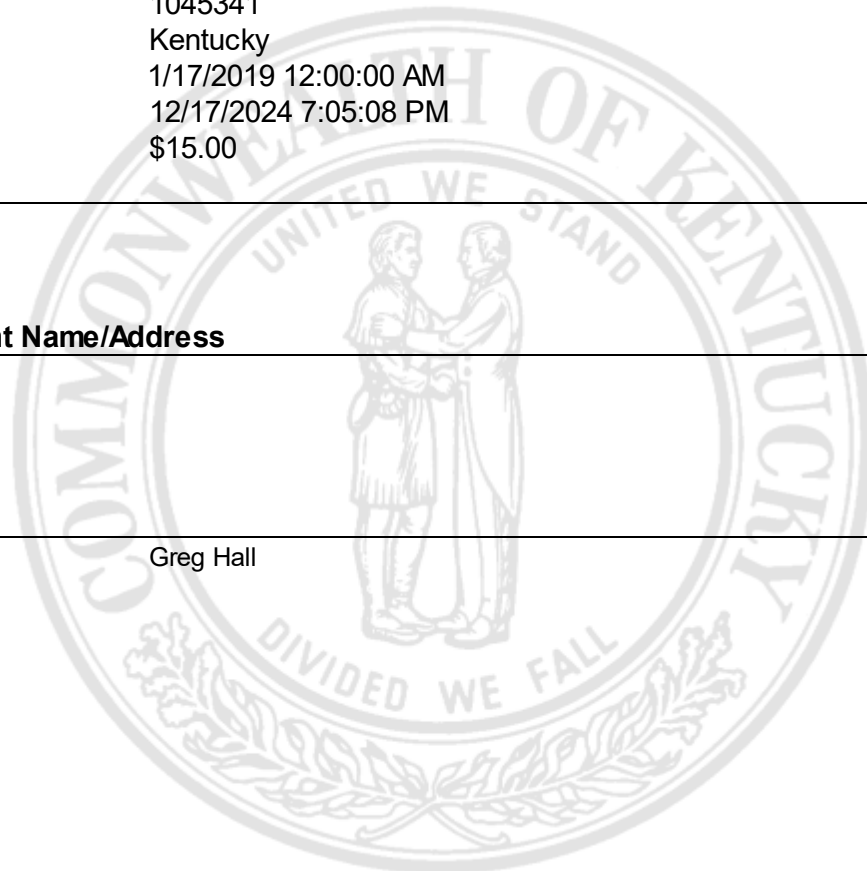 1045341
Kentucky
1/17/2019 12:00:00 AM
12/17/2024 7:05:08 PM
$15.00
COMMONWEALTH OF KENTUCKY
UNITED WE STAND
t Name/Address
Greg Hall
DIVIDED WE FALL